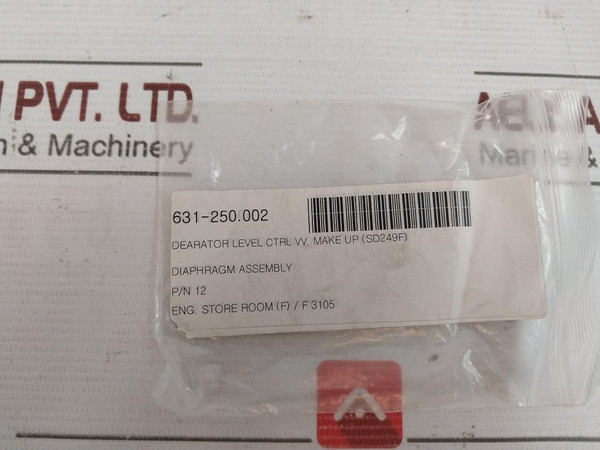 PVT. LTD.
& Machinery
Marine &
631-250.002
DEARATOR LEVEL CTRL VV, MAKE UP (SD249F)
DIAPHRAGM ASSEMBLY
P/N 12
ENG. STORE ROOM (F) / F 3105